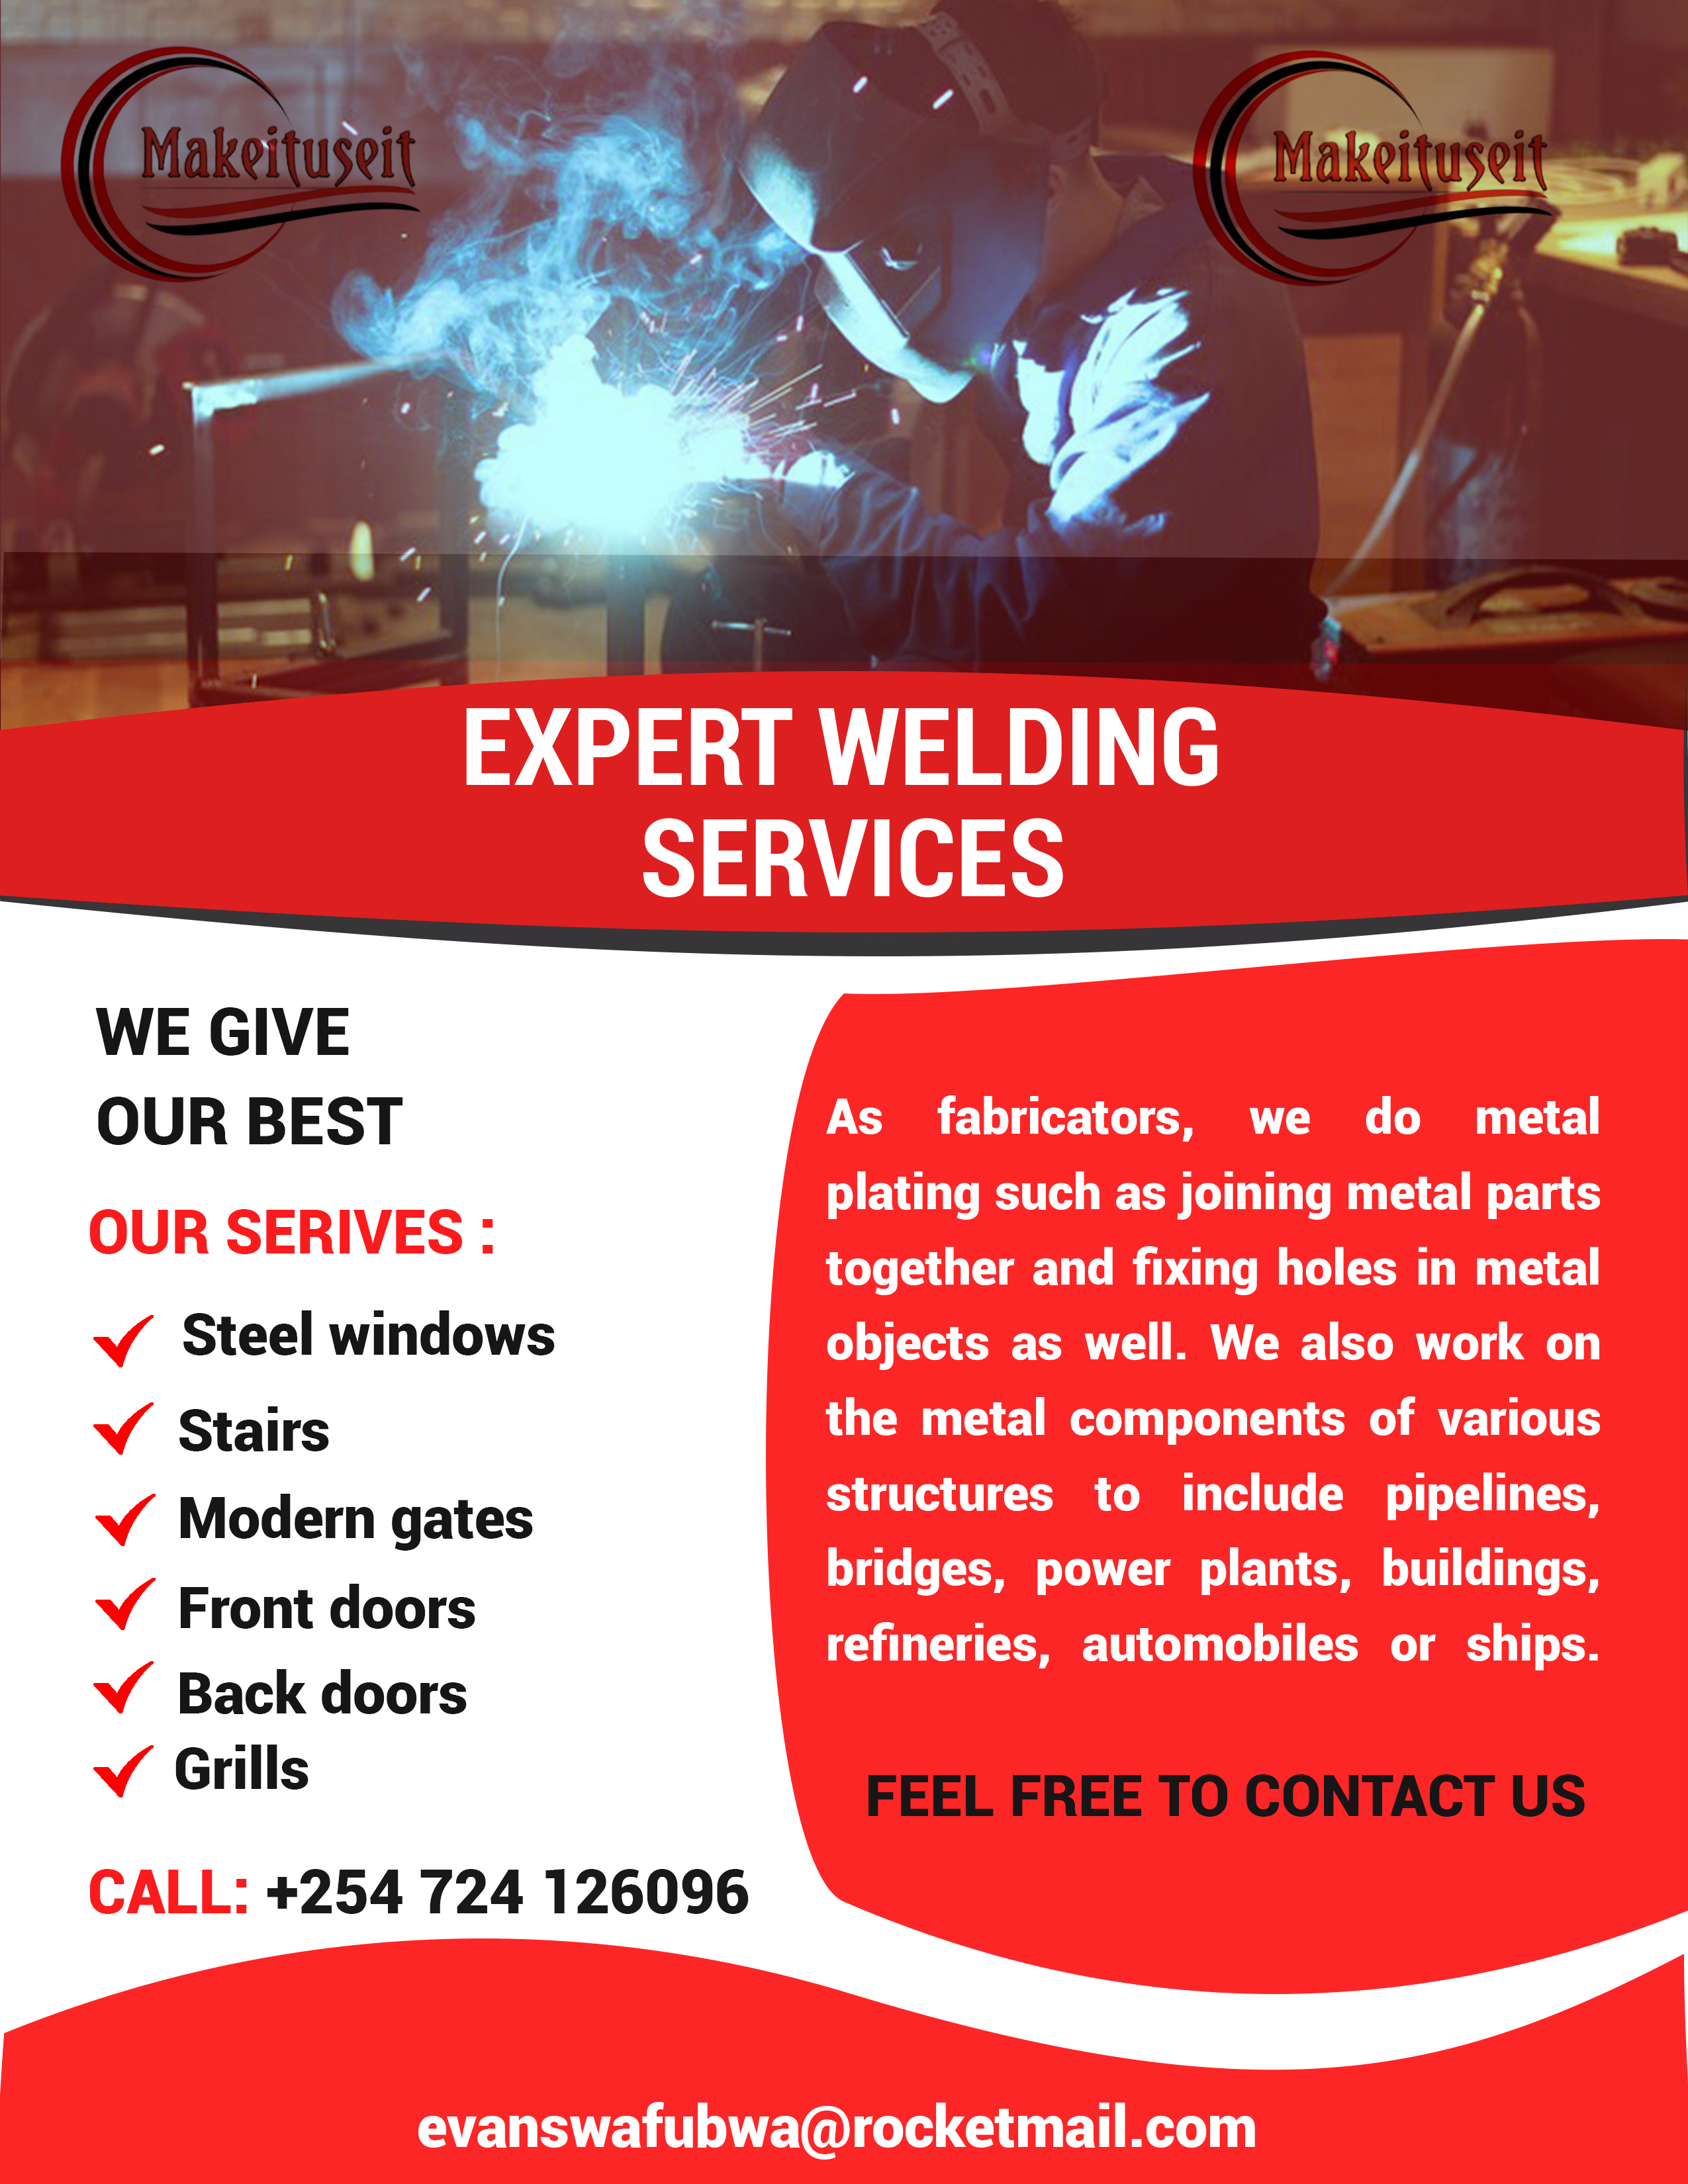 Makeituseit
Makeituseit
EXPERT WELDING
SERVICES
WE GIVE
OUR BEST
OUR SERIVES :
Steel windows
Stairs
Modern gates
Front doors
Back doors
Grills
CALL: +254 724 126096
As fabricators, we do metal
plating such as joining metal parts
together and fixing holes in metal
objects as well. We also work on
the metal components of various
structures to include pipelines,
bridges, power plants, buildings,
refineries, automobiles or ships.
FEEL FREE TO CONTACT US
evanswafubwa@rocketmail.com